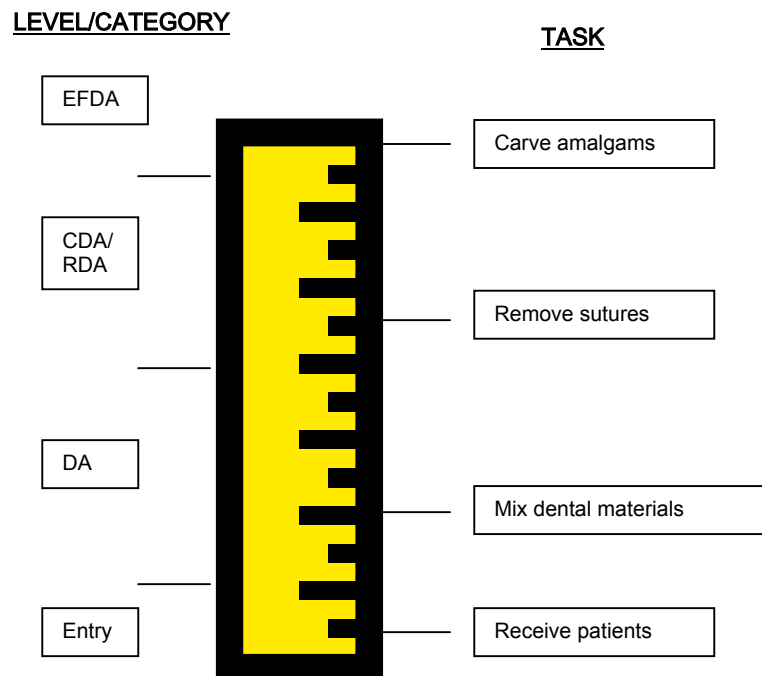 LEVEL/CATEGORY
TASK
EFDA
Carve amalgams
CDA/
RDA
Remove sutures
DA
Mix dental materials
Entry
Receive patients